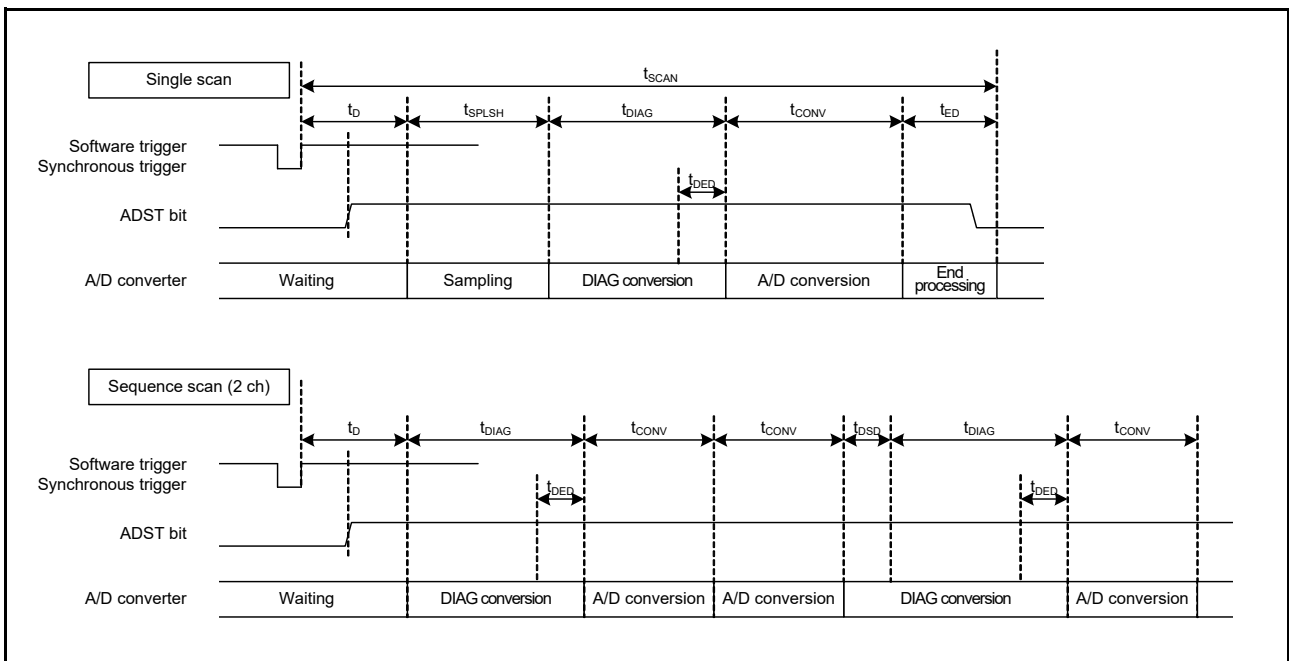 Single scan
tSCAN
tD tSPLSH tDIAG tCONV tED
Software trigger
Synchronous trigger
tDED
ADST bit
A/D converter Waiting Sampling DIAG conversion A/D conversion End processing
Sequence scan (2 ch)
tD tDIAG tCONV tCONV tDSD tDIAG tCONV
Software trigger
Synchronous trigger
tDED tDED
ADST bit
A/D converter Waiting DIAG conversion A/D conversion A/D conversion DIAG conversion A/D conversion